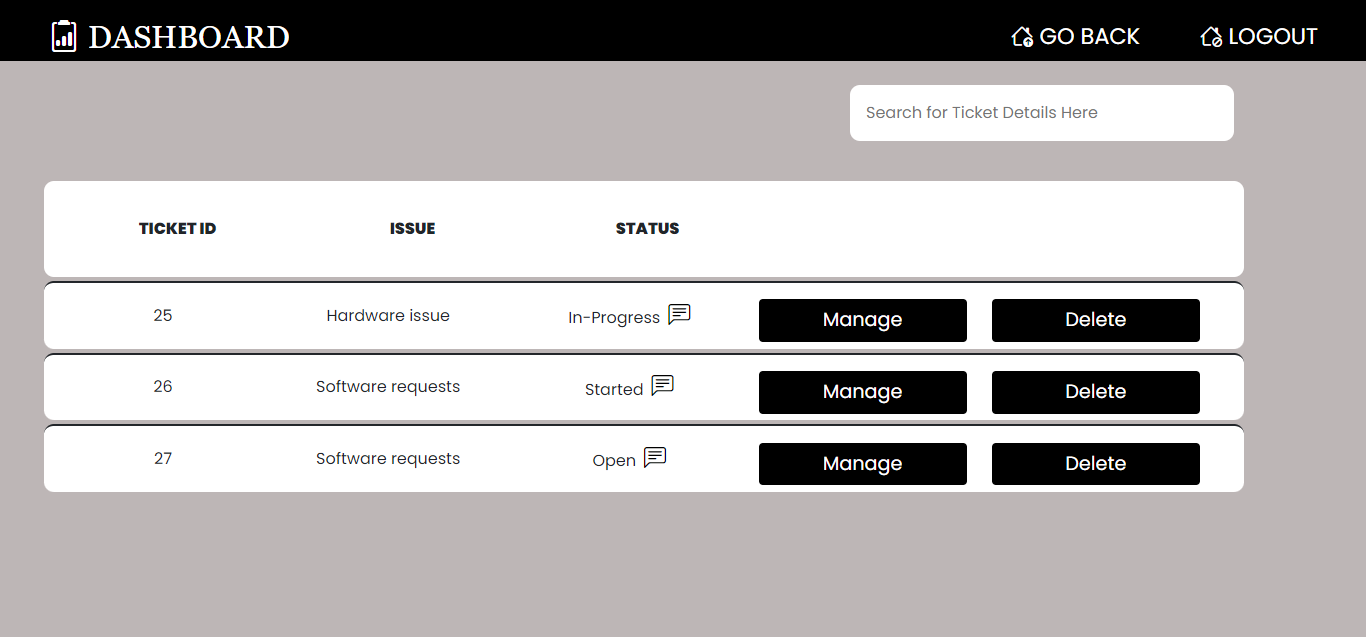 DASHBOARD GO BACK LOGOUT
Search for Ticket Details Here
TICKET ID ISSUE STATUS
25 Hardware issue In-Progress Manage Delete
26 Software requests Started Manage Delete
27 Software requests Open Manage Delete